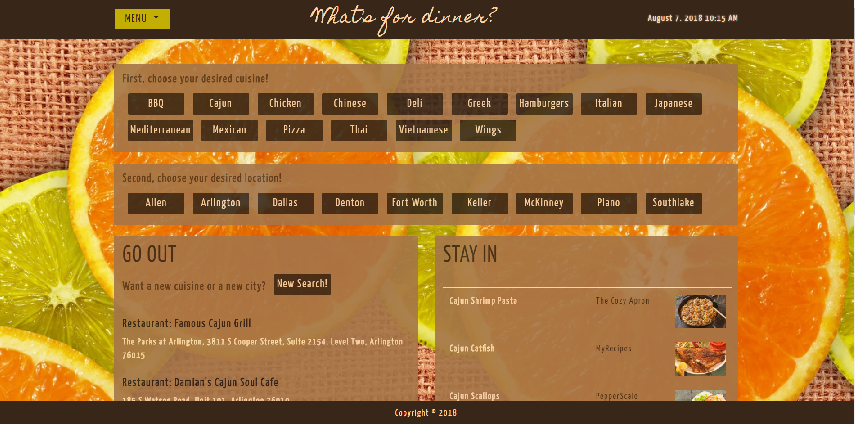 MENU
What's for dinner?
August 7, 2018 10:15 AM
First, choose your desired cuisine!
BBQ Cajun Chicken Chinese Deli Greek Hamburgers Italian Japanese
Mediterranean Mexican Pizza Thai Vietnamese Wings
Second, choose your desired location!
Allen Arlington Dallas Denton Fort Worth Keller McKinney Plano Southlake
GO OUT
Want a new cuisine or a new city? New Search!
Restaurant: Famous Cajun Grill
The Parks at Arlington, 3811 S Cooper Street, Suite 2154, Level Two, Arlington
76015
Restaurant: Damian's Cajun Soul Cafe
185 S Watson Road, Arlington
STAY IN
Cajun Shrimp Pasta The Cozy Apron
Cajun Catfish MyRecipes
Cajun Scallops PepperScale
Copyright © 2018